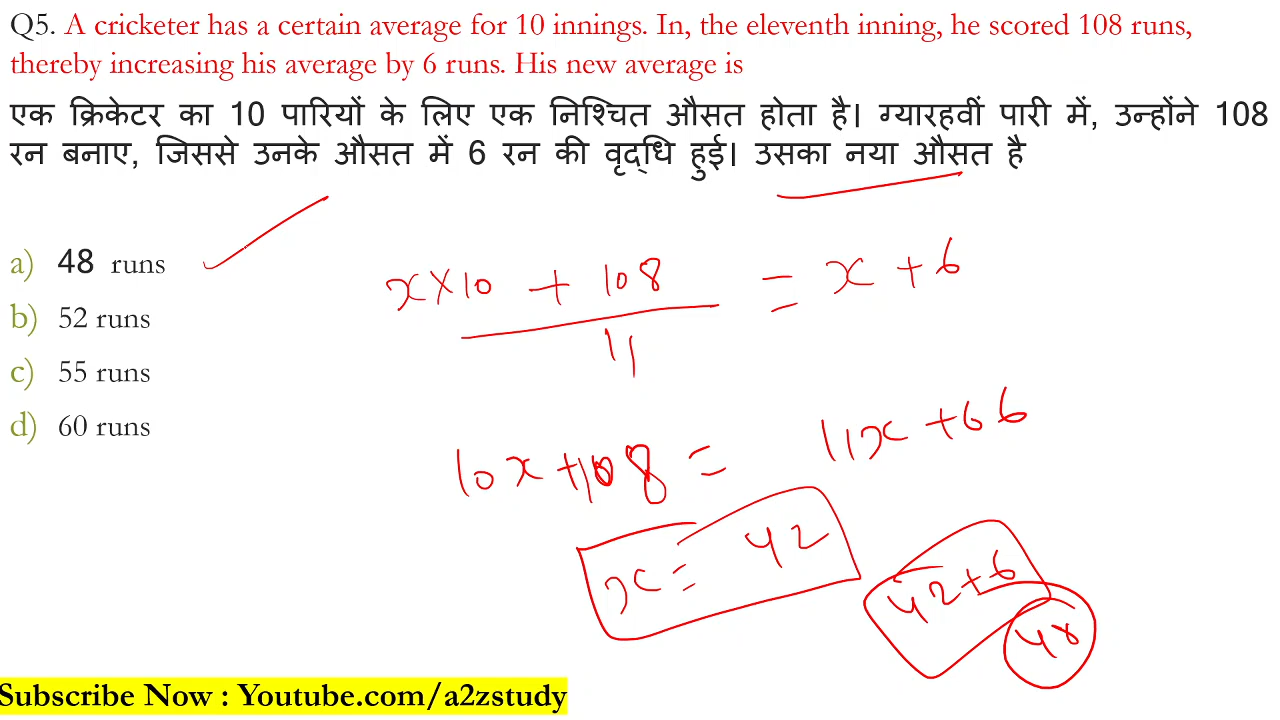 Q5. A cricketer has a certain average for 10 innings. In, the eleventh inning, he scored 108 runs,
thereby increasing his average by 6 runs. His new average is
एक क्रिकेटर का 10 पारियों के लिए एक निश्चित औसत होता है। ग्यारहवीं पारी में, उन्होंने 108
रन बनाए, जिससे उनके औसत में 6 रन की वृद्धि हुई। उसका नया औसत है
a) 48 runs
b) 52 runs
c) 55 runs
d) 60 runs
x×10 + 108 = x + 6
11
10x + 108 = 11x + 66
x = 42
42+6
48
Subscribe Now : Youtube.com/a2zstudy